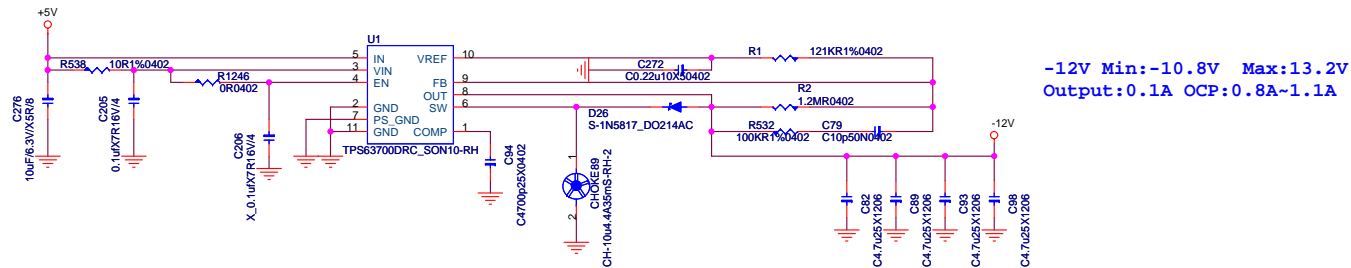 +5V
U1
R538
10R1%0402
R1246
0R0402
C276
10uF/6.3V/X5R/8
C205
0.1ufX7R16V/4
C206
X_0.1ufX7R16V/4
5
3
4
2
7
11
IN
VIN
EN
GND
PS_GND
GND
VREF
FB
OUT
SW
COMP
10
9
8
6
1
TPS63700DRC_SON10-RH
C94
C4700p25X0402
C272
C0.22u10X50402
R1
121KR1%0402
R2
1.2MR0402
D26
S-1N5817_DO214AC
R532
100KR1%0402
C79
C10p50N0402
1
2
CHOKE89
CH-10u4.4A35mS-RH-2
-12V
C82
C4.7u25X1206
C89
C4.7u25X1206
C93
C4.7u25X1206
C98
C4.7u25X1206
-12V Min:-10.8V Max:13.2V
Output:0.1A OCP:0.8A~1.1A